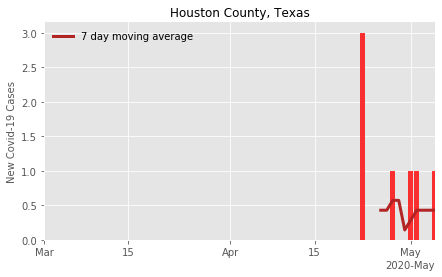 Houston County, Texas
7 day moving average
New Covid-19 Cases
3.0
2.5
2.0
1.5
1.0
0.5
0.0
Mar 15 Apr 15 May
2020-May